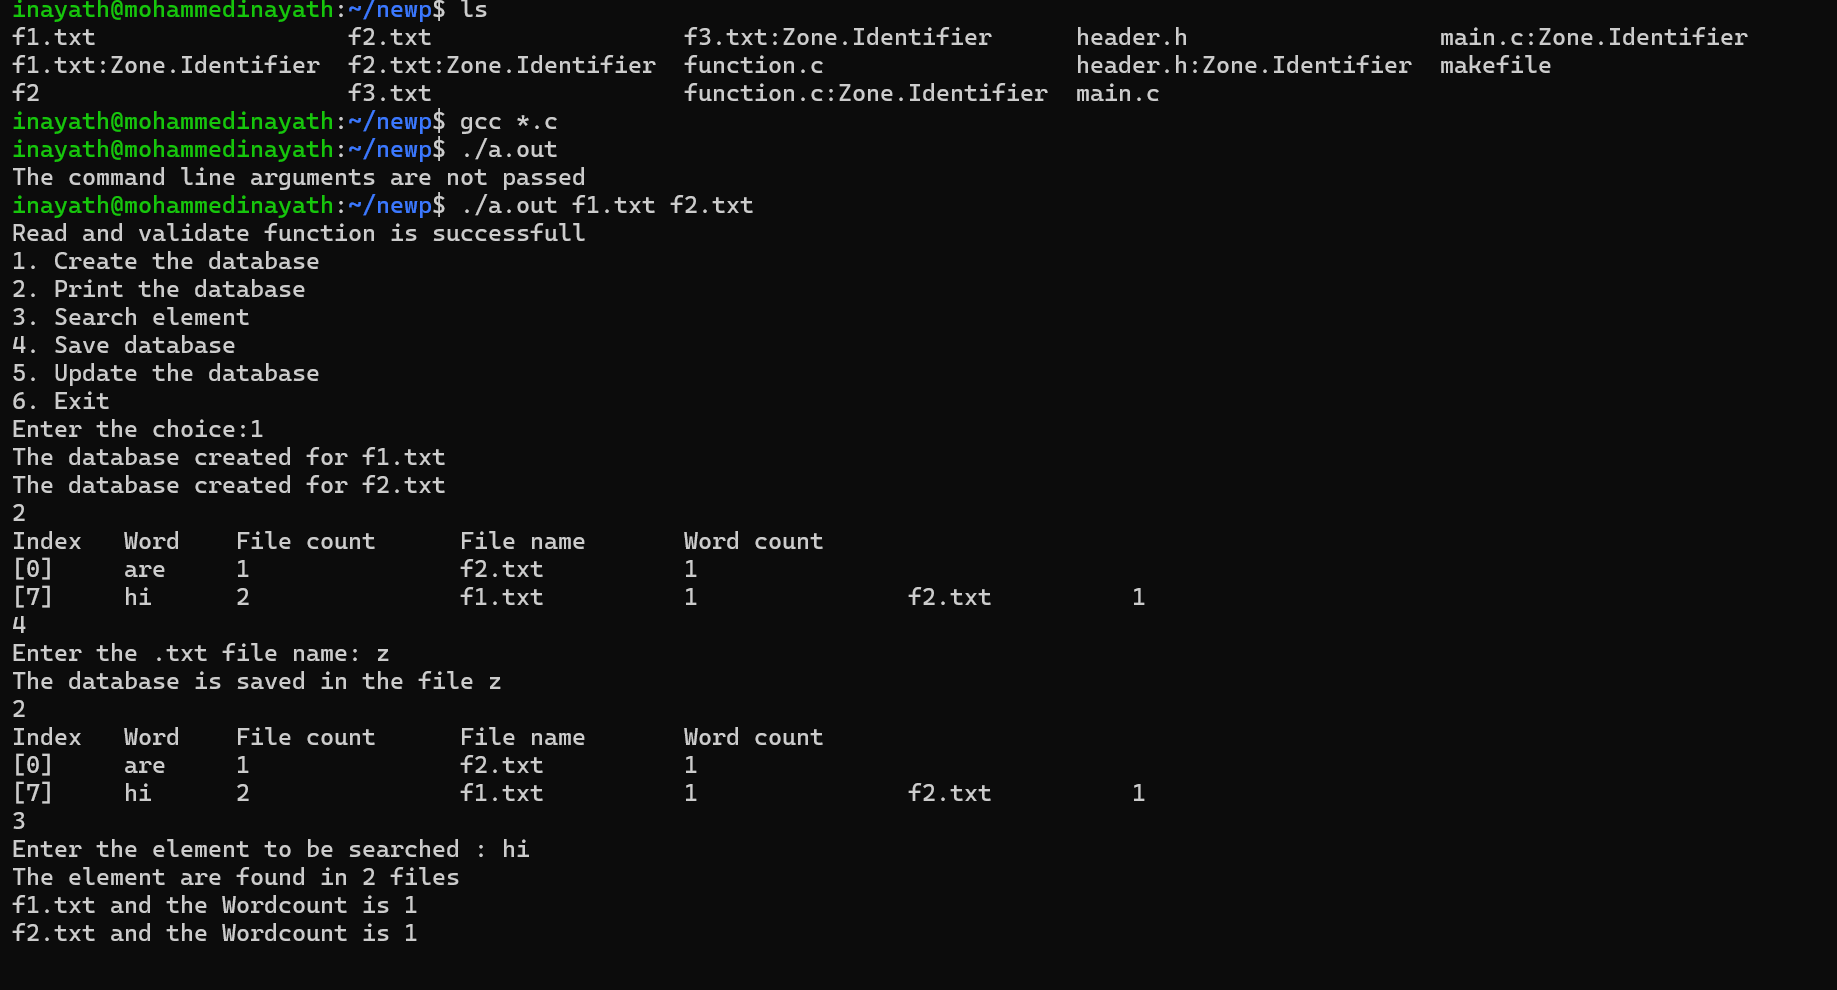 inayath@mohammedinayath:~/newp$ ls
f1.txt                  f2.txt                  f3.txt:Zone.Identifier      header.h                  main.c:Zone.Identifier
f1.txt:Zone.Identifier  f2.txt:Zone.Identifier  function.c                  header.h:Zone.Identifier  makefile
f2                      f3.txt                  function.c:Zone.Identifier  main.c
inayath@mohammedinayath:~/newp$ gcc *.c
inayath@mohammedinayath:~/newp$ ./a.out
The command line arguments are not passed
inayath@mohammedinayath:~/newp$ ./a.out f1.txt f2.txt
Read and validate function is successfull
1. Create the database
2. Print the database
3. Search element
4. Save database
5. Update the database
6. Exit
Enter the choice:1
The database created for f1.txt
The database created for f2.txt
2
Index   Word    File count      File name       Word count
[0]     are     1               f2.txt          1
[7]     hi      2               f1.txt          1               f2.txt          1
4
Enter the .txt file name: z
The database is saved in the file z
2
Index   Word    File count      File name       Word count
[0]     are     1               f2.txt          1
[7]     hi      2               f1.txt          1               f2.txt          1
3
Enter the element to be searched : hi
The element are found in 2 files
f1.txt and the Wordcount is 1
f2.txt and the Wordcount is 1